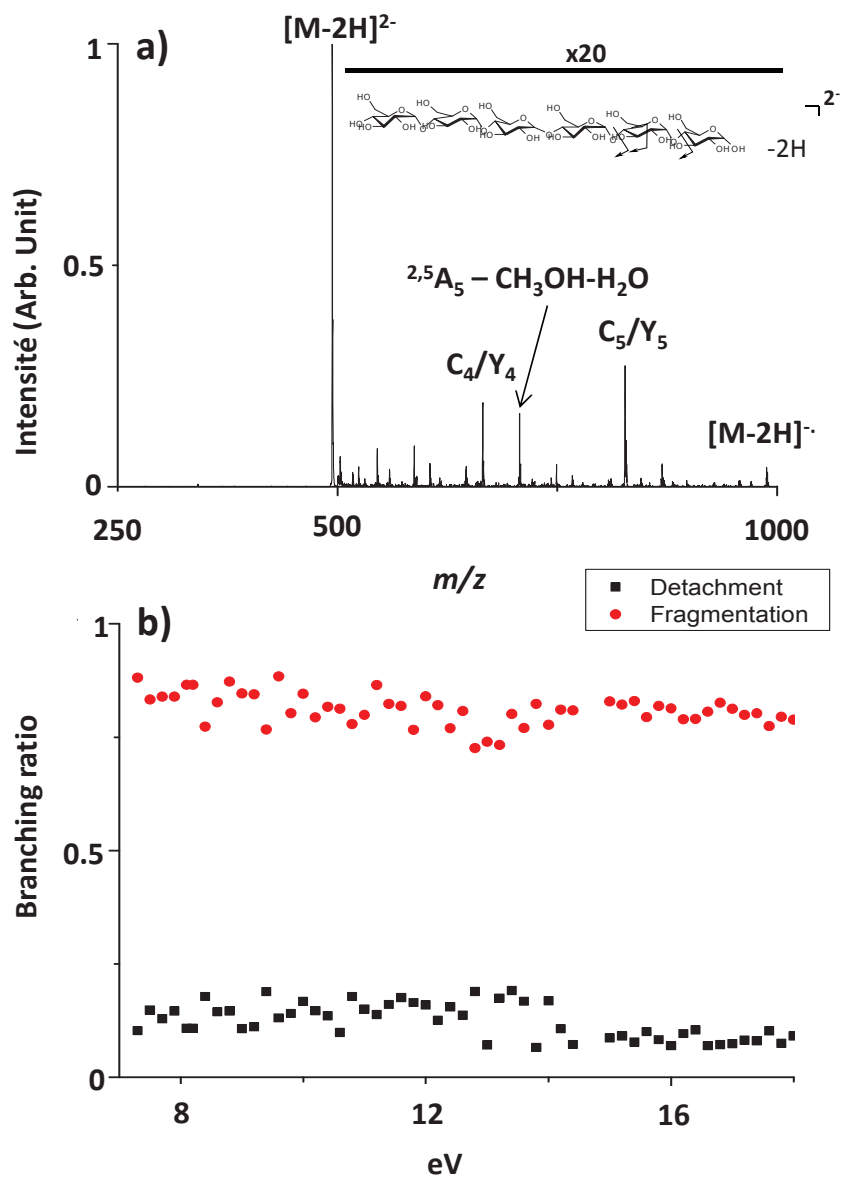 a)
[M-2H]²⁻
x20
2-
-2H
²,⁵A₅ – CH₃OH-H₂O
C₄/Y₄
C₅/Y₅
[M-2H]⁻·
Intensité (Arb. Unit)
1
0.5
0
250 500 1000
m/z
Detachment
Fragmentation
b)
Branching ratio
1
0.5
0
8 12 16
eV